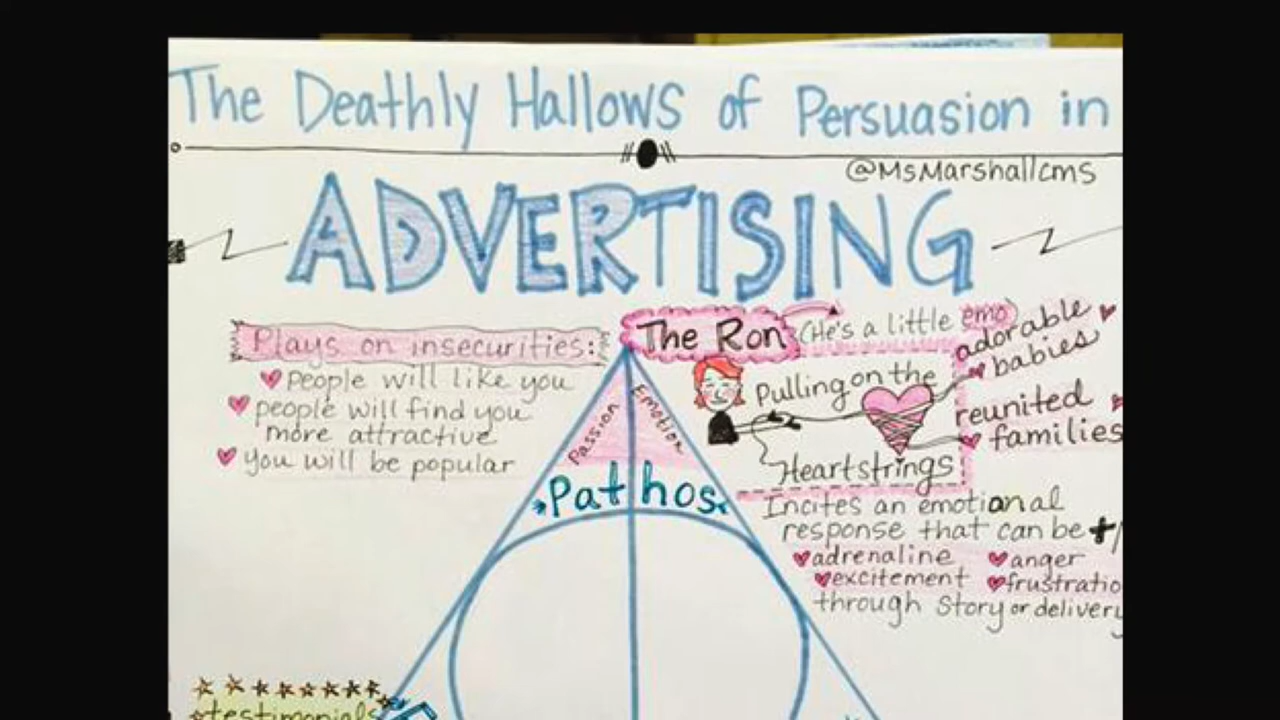 The Deathly Hallows of Persuasion in
@MsMarshallcms
ADVERTISING
The Ron (He's a little emo)
Plays on insecurities:
people will like you
people will find you
more attractive
you will be popular
Passion
Emotion
Pathos
Pulling on the
Heartstrings
adorable
babies
reunited
families
Incites an emotional
response that can be +/
adrenaline
anger
excitement
frustratio
through story or delivery
testimonials